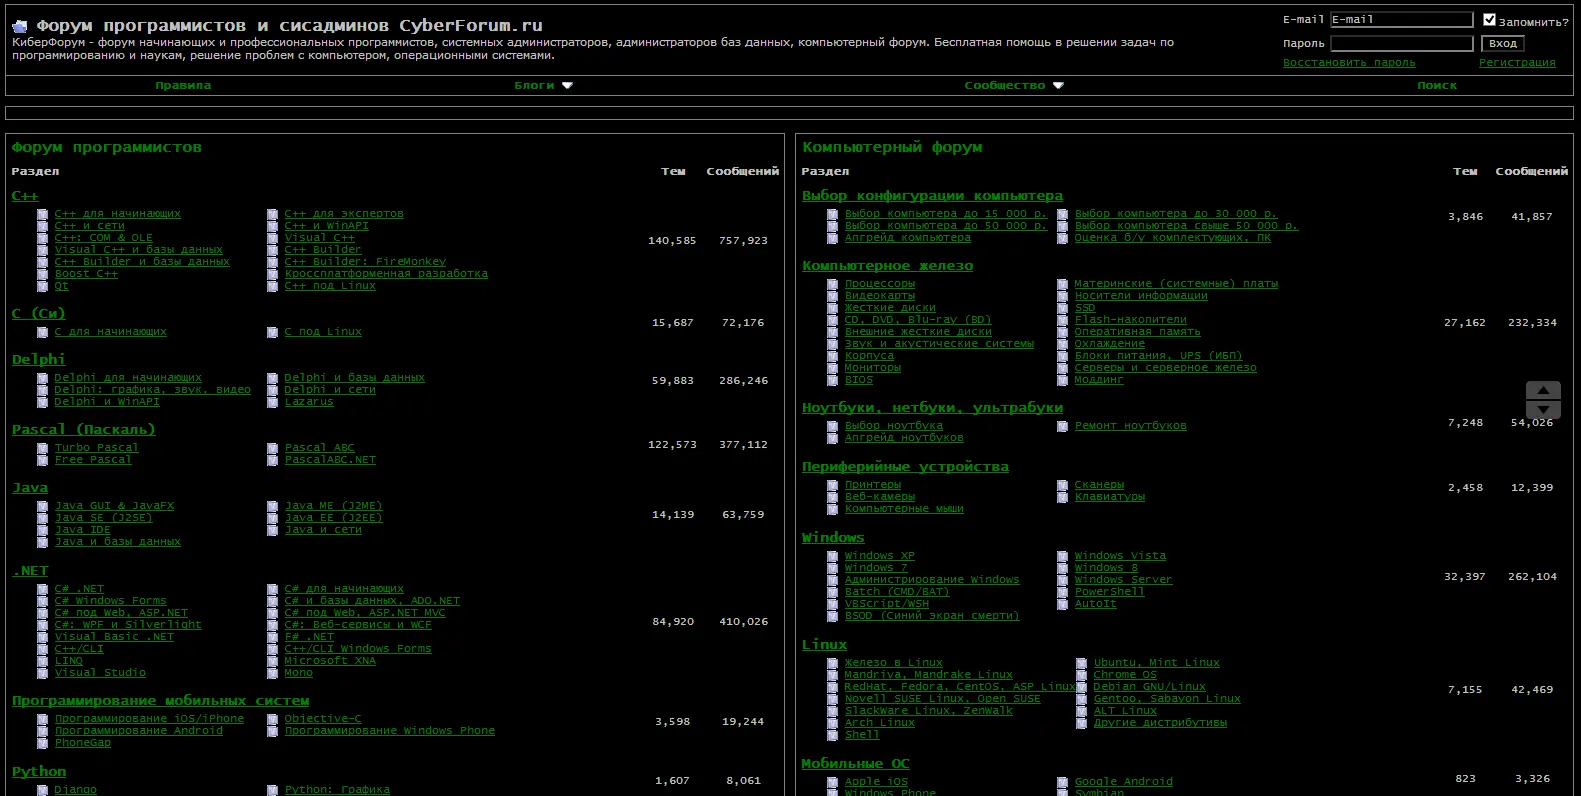 Форум программистов и сисадминов CyberForum.ru
КиберФорум - форум начинающих и профессиональных программистов, системных администраторов, администраторов баз данных, компьютерный форум. Бесплатная помощь в решении задач по
программированию и наукам, решение проблем с компьютером, операционными системами.
E-mail E-mail Запомнить?
Пароль Вход
Восстановить пароль Регистрация
Правила Блоги Сообщество Поиск
Форум программистов
Раздел Тем Сообщений
C++
C++ для начинающих C++ для экспертов
C++ и сети C++ и WinAPI
C++: COM & OLE Visual C++
Visual C++ и базы данных C++ Builder
140,585 757,923
C++ Builder и базы данных C++ Builder: FireMonkey
Boost C++ Кроссплатформенная разработка
Qt C++ под Linux
C (Си)
15,687 72,176
C для начинающих C под Linux
Delphi
Delphi для начинающих Delphi и базы данных
59,883 286,246
Delphi: графика, звук, видео Delphi и сети
Delphi и WinAPI Lazarus
Pascal (Паскаль)
122,573 377,112
Turbo Pascal Pascal ABC
Free Pascal PascalABC.NET
Java
Java GUI & JavaFX Java ME (J2ME)
14,139 63,759
Java SE (J2SE) Java EE (J2EE)
Java IDE Java и сети
Java и базы данных
.NET
C# .NET C# для начинающих
C# Windows Forms C# и базы данных, ADO.NET
C# под Web, ASP.NET C# под Web, ASP.NET MVC
84,920 410,026
C#: WPF и Silverlight C#: Веб-сервисы и WCF
Visual Basic .NET F# .NET
C++/CLI C++/CLI Windows Forms
LINQ Microsoft XNA
Visual Studio Mono
Программирование мобильных систем
Программирование iOS/iPhone Objective-C
3,598 19,244
Программирование Android Программирование Windows Phone
PhoneGap
Python
1,607 8,061
Django Python: Графика
Компьютерный форум
Раздел Тем Сообщений
Выбор конфигурации компьютера
Выбор компьютера до 15 000 р. Выбор компьютера до 30 000 р.
3,846 41,857
Выбор компьютера до 50 000 р. Выбор компьютера свыше 50 000 р.
Апгрейд компьютера Оценка б/у комплектующих, ПК
Компьютерное железо
Процессоры Материнские (системные) платы
Видеокарты Носители информации
Жесткие диски SSD
CD, DVD, Blu-ray (BD) Flash-накопители
27,162 232,334
Внешние жесткие диски Оперативная память
Звук и акустические системы Охлаждение
Корпуса Блоки питания, UPS (ИБП)
Мониторы Серверы и серверное железо
BIOS Моддинг
Ноутбуки, нетбуки, ультрабуки
7,248 54,026
Выбор ноутбука Ремонт ноутбуков
Апгрейд ноутбуков
Периферийные устройства
2,458 12,399
Принтеры Сканеры
Веб-камеры Клавиатуры
Компьютерные мыши
Windows
Windows XP Windows Vista
Windows 7 Windows 8
32,397 262,104
Администрирование Windows Windows Server
Batch (CMD/BAT) PowerShell
VBScript/WSH AutoIt
BSOD (Синий экран смерти)
Linux
Железо в Linux Ubuntu, Mint Linux
Mandriva, Mandrake Linux Chrome OS
RedHat, Fedora, CentOS, ASP Linux Debian GNU/Linux
7,155 42,469
Novell SUSE Linux, Open SUSE Gentoo, Sabayon Linux
SlackWare Linux, ZenWalk ALT Linux
Arch Linux Другие дистрибутивы
Shell
Мобильные ОС
823 3,326
Apple iOS Google Android
Windows Phone Symbian